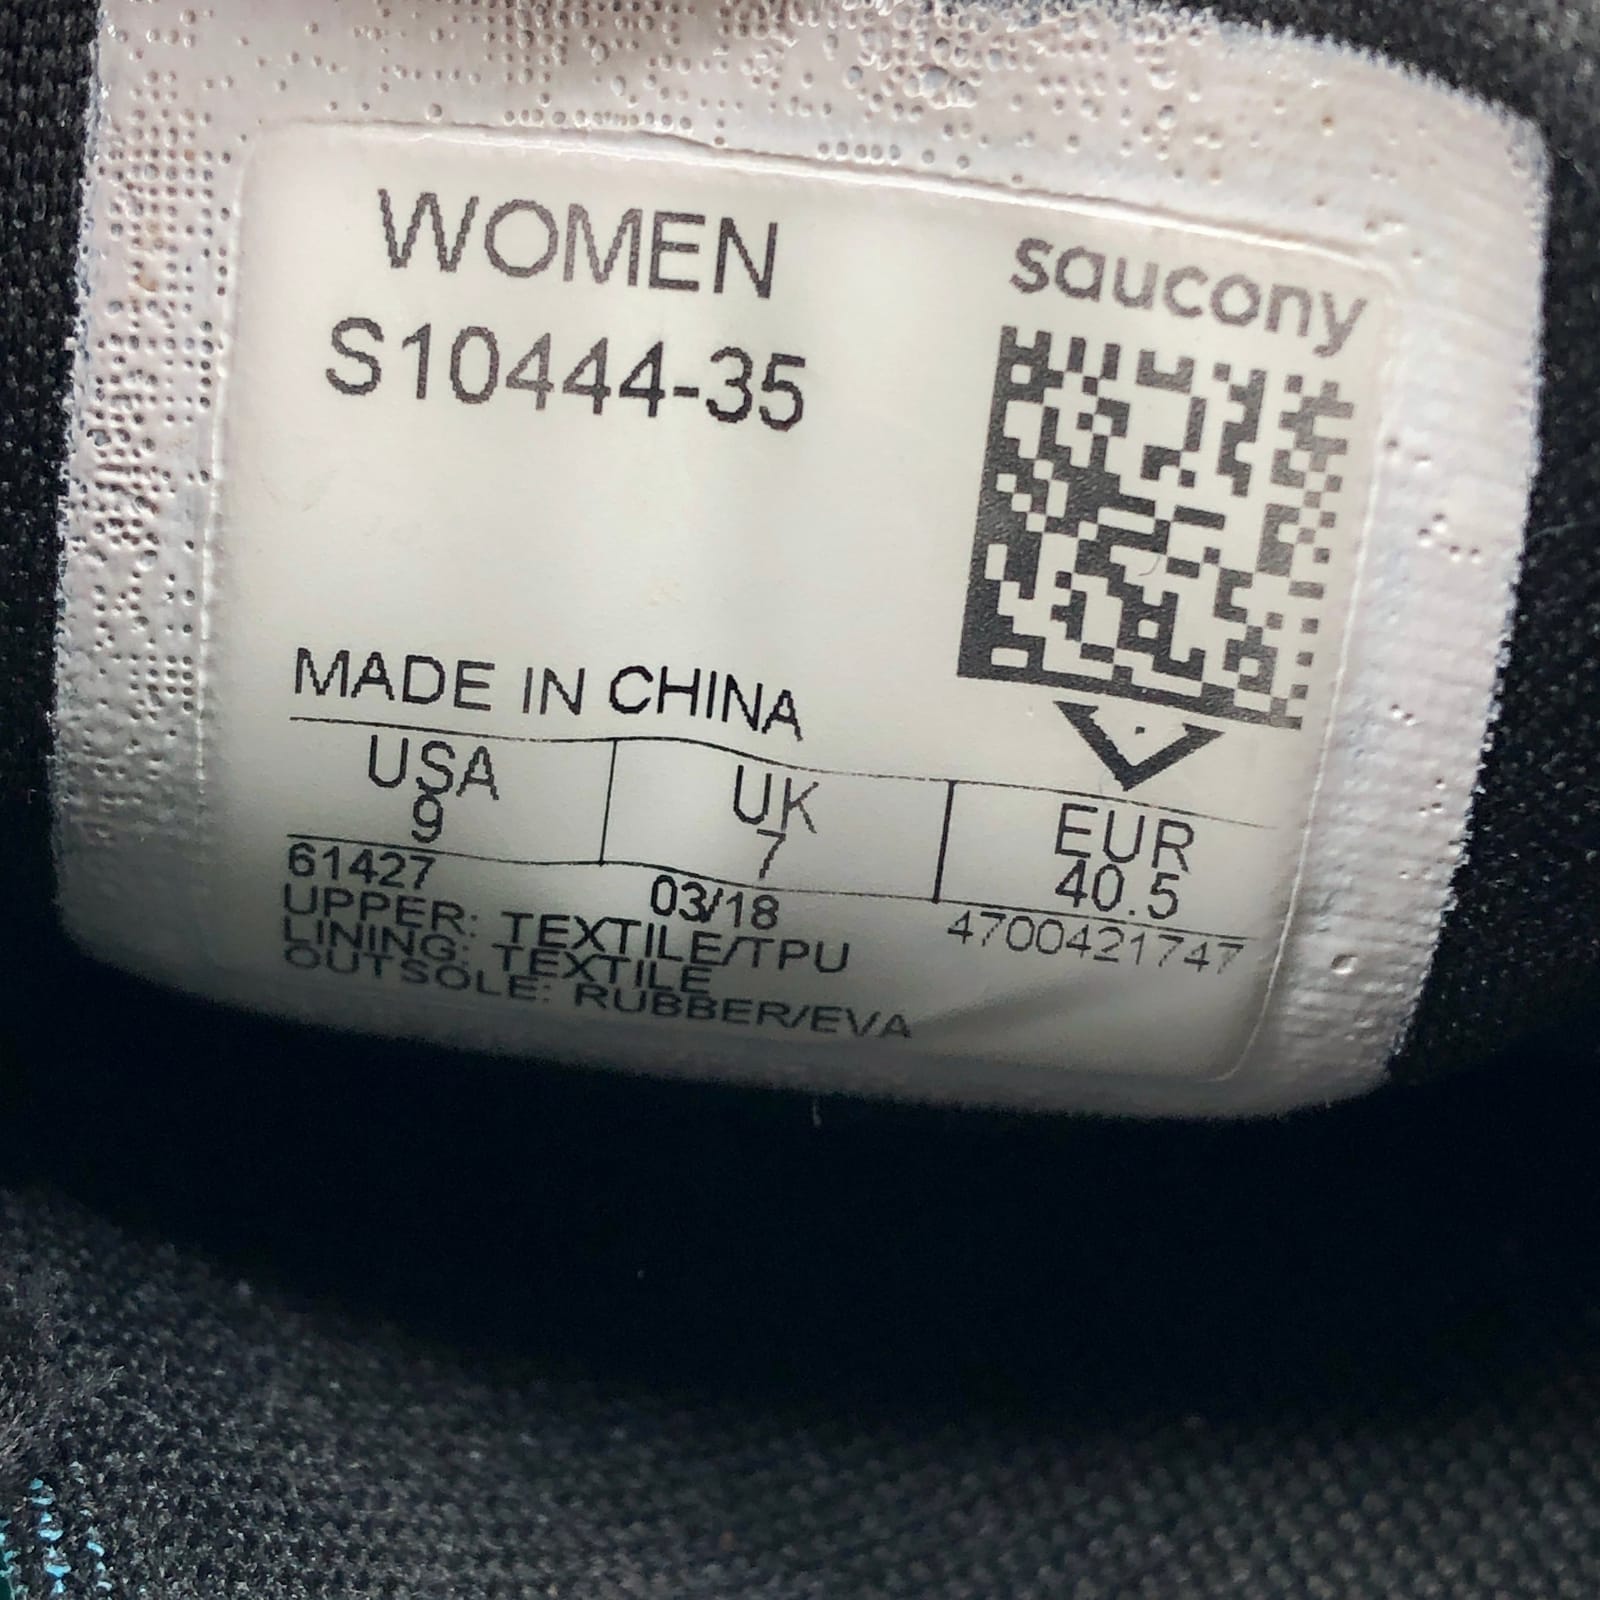 WOMEN
saucony
S10444-35
MADE IN CHINA
USA UK EUR
9 7 40.5
61427 03/18 4700421747
UPPER: TEXTILE/TPU
LINING: TEXTILE
OUTSOLE: RUBBER/EVA